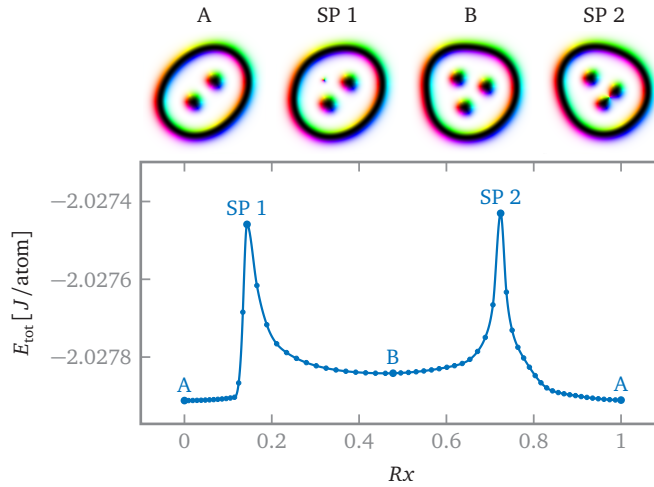 A SP 1 B SP 2
−2.0274
−2.0276
−2.0278
E_tot [J/atom]
SP 1
SP 2
B
A
A
0 0.2 0.4 0.6 0.8 1
Rx